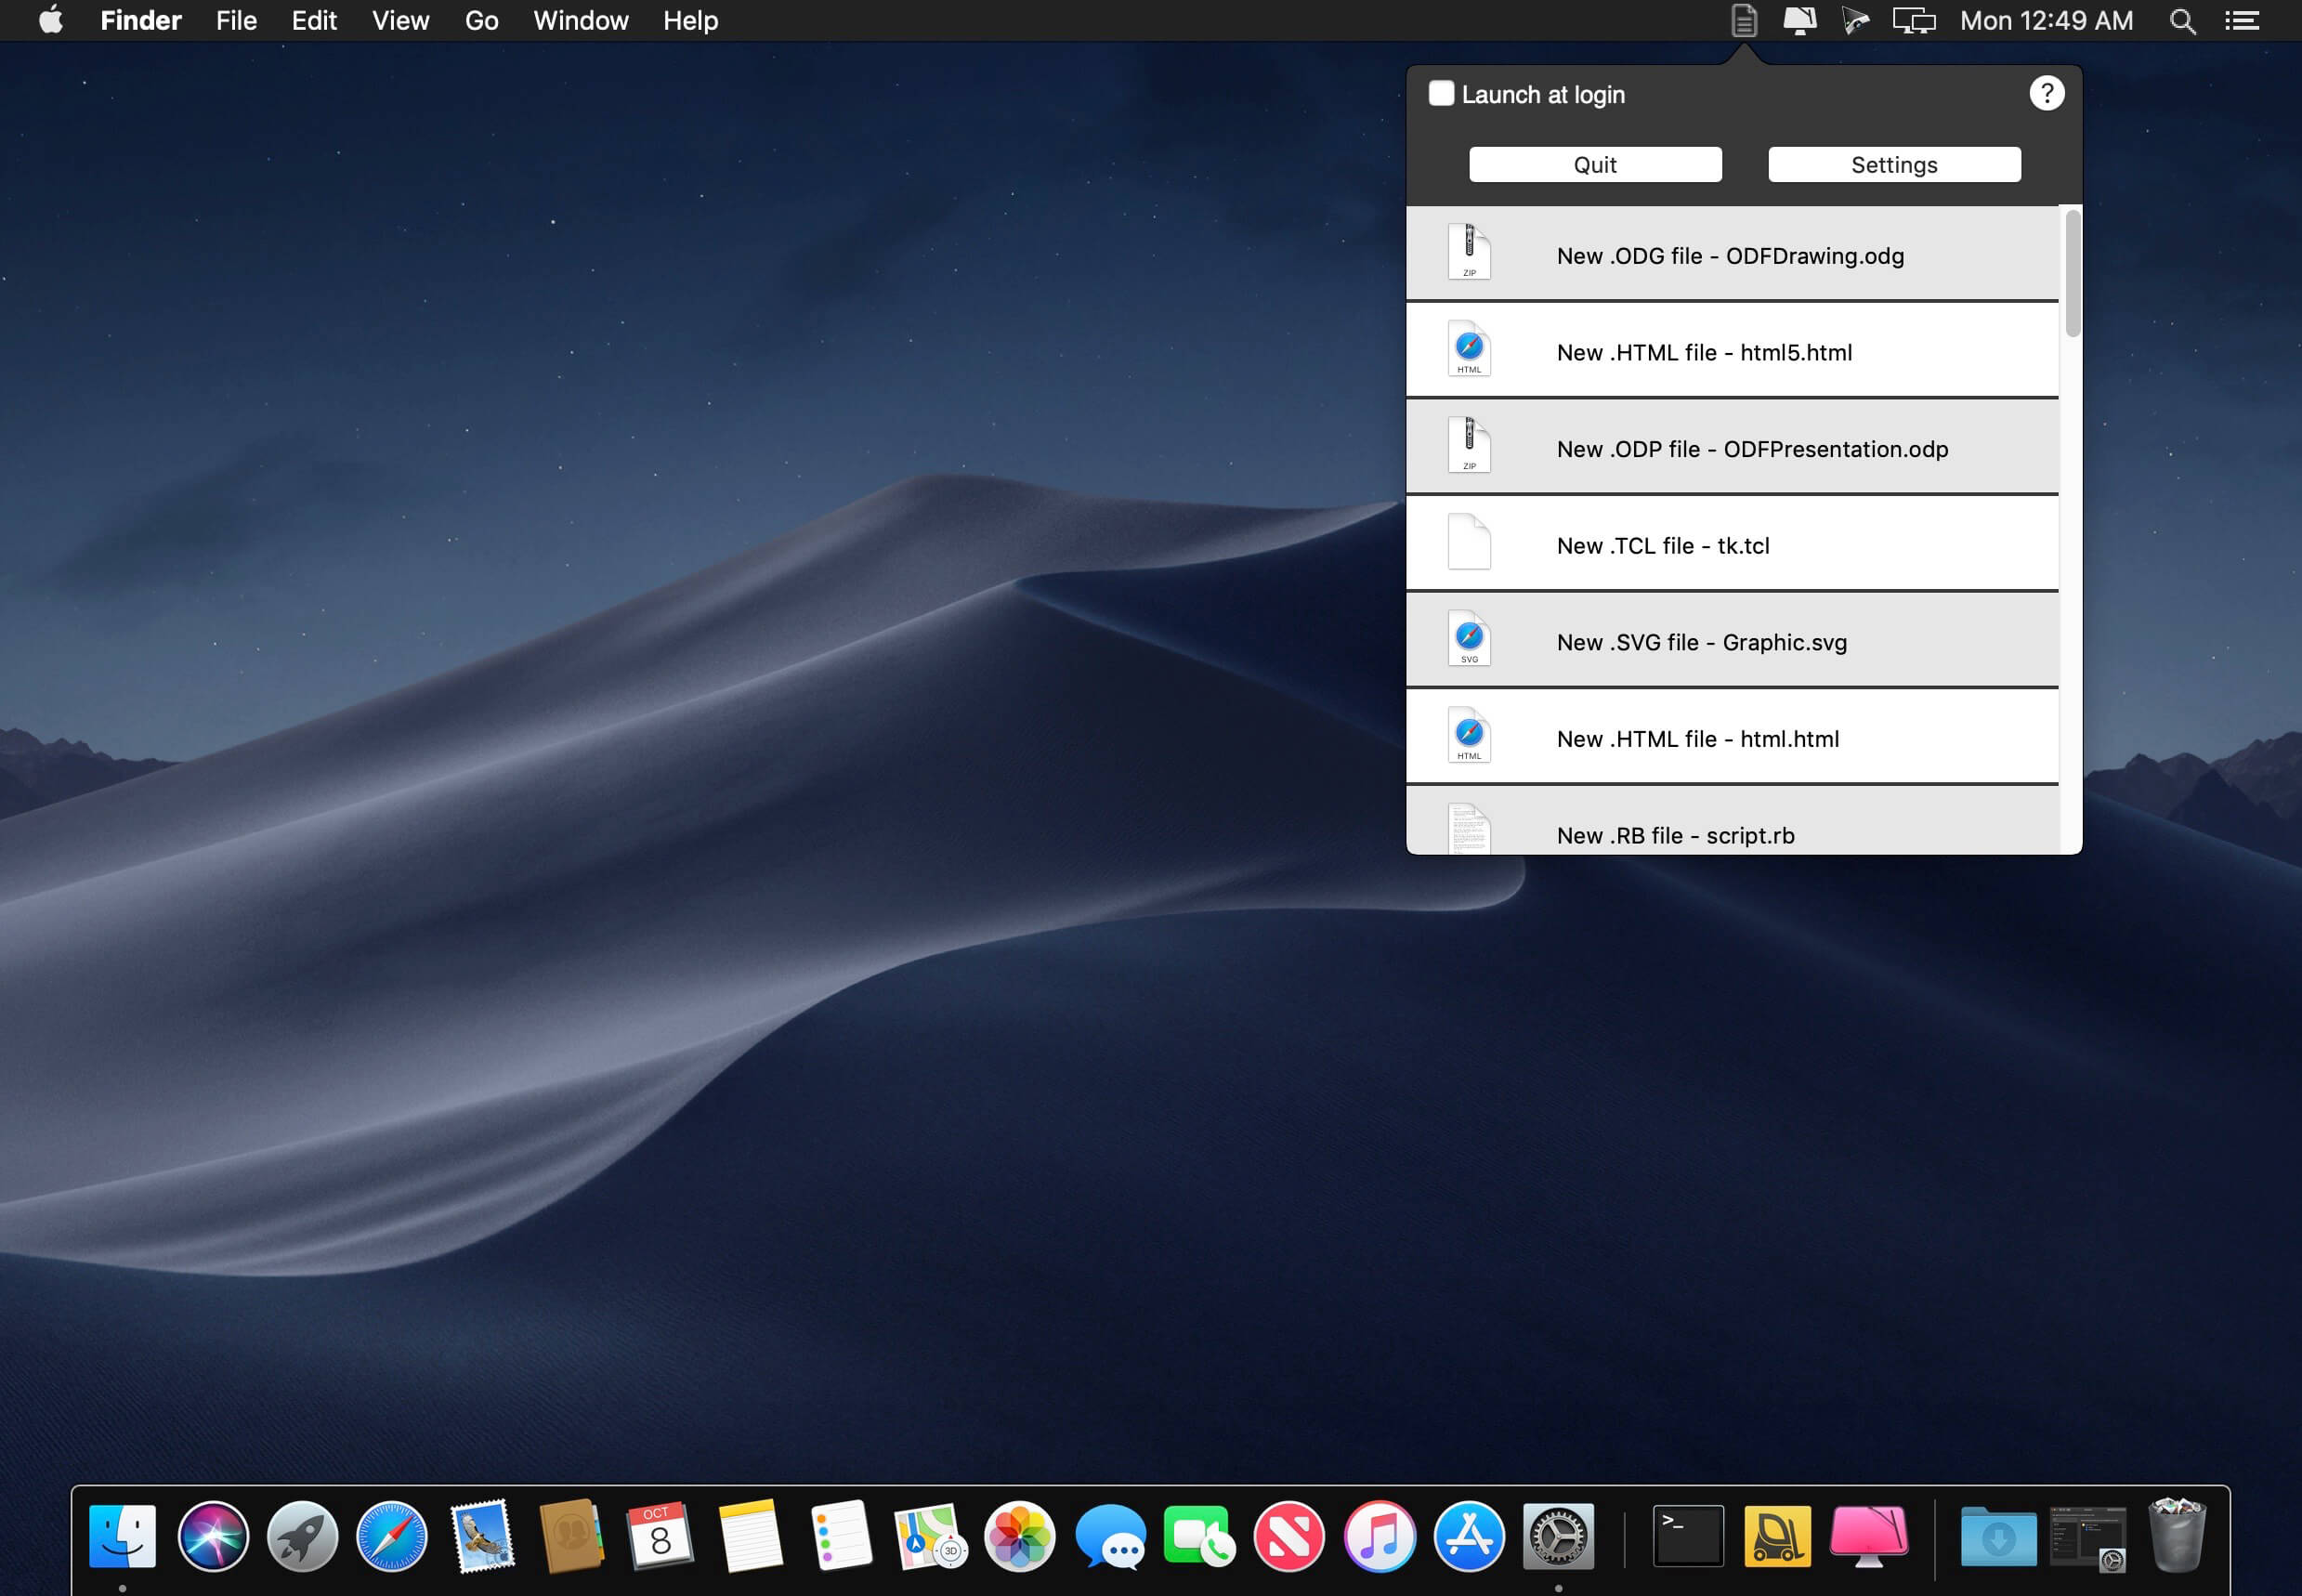 Finder File Edit View Go Window Help Mon 12:49 AM
Launch at login ?
Quit Settings
ZIP New .ODG file - ODFDrawing.odg
HTML New .HTML file - html5.html
ZIP New .ODP file - ODFPresentation.odp
New .TCL file - tk.tcl
SVG New .SVG file - Graphic.svg
HTML New .HTML file - html.html
New .RB file - script.rb
OCT
8
3D
>_